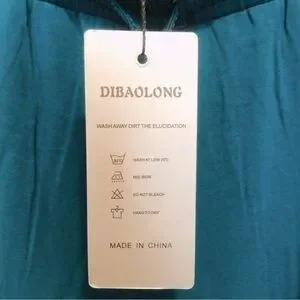 DIBAOLONG
WASH AWAY DIRT THE ELUCIDATION
WASH AT LOW
MID IRON
DO NOT BLEACH
HANG TO DRY
MADE IN CHINA